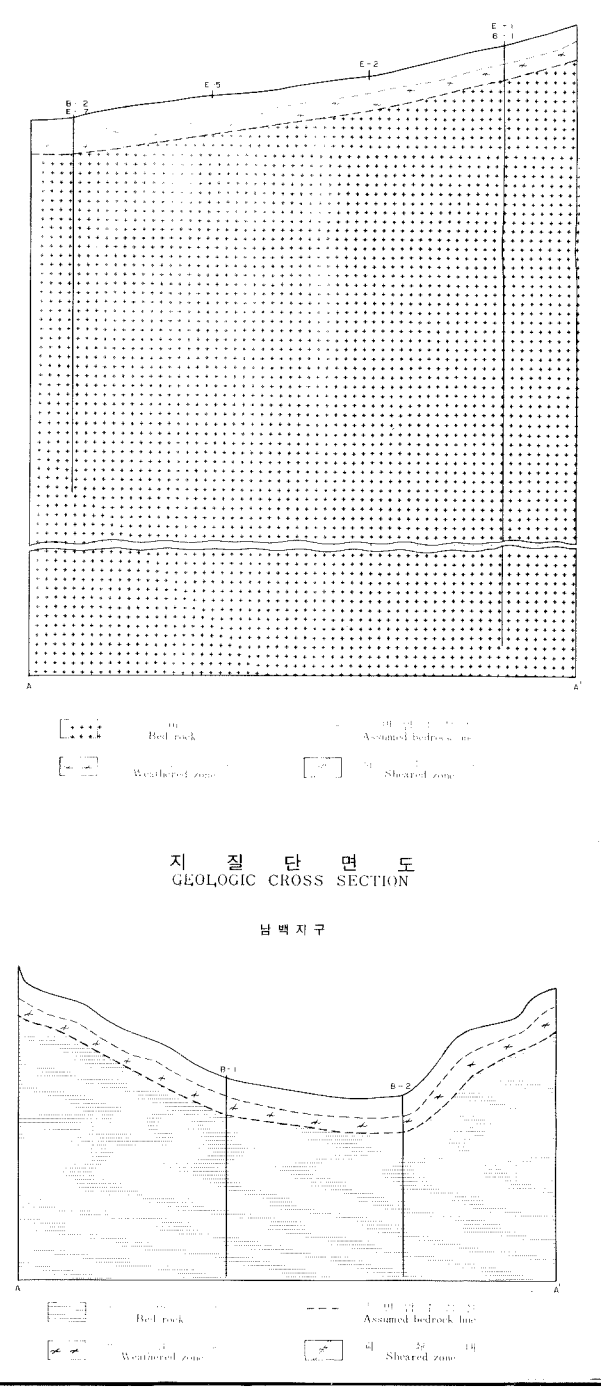 E - 1
B - 1
E - 2
E - 5
B - 2
E - 7
A A'
Bed rock
Assumed bedrock line
Weathered zone
Sheared zone
지 질 단 면 도
GEOLOGIC CROSS SECTION
남백지구
B - 1
B - 2
A A'
Bed rock
Assumed bedrock line
Weathered zone
Sheared zone